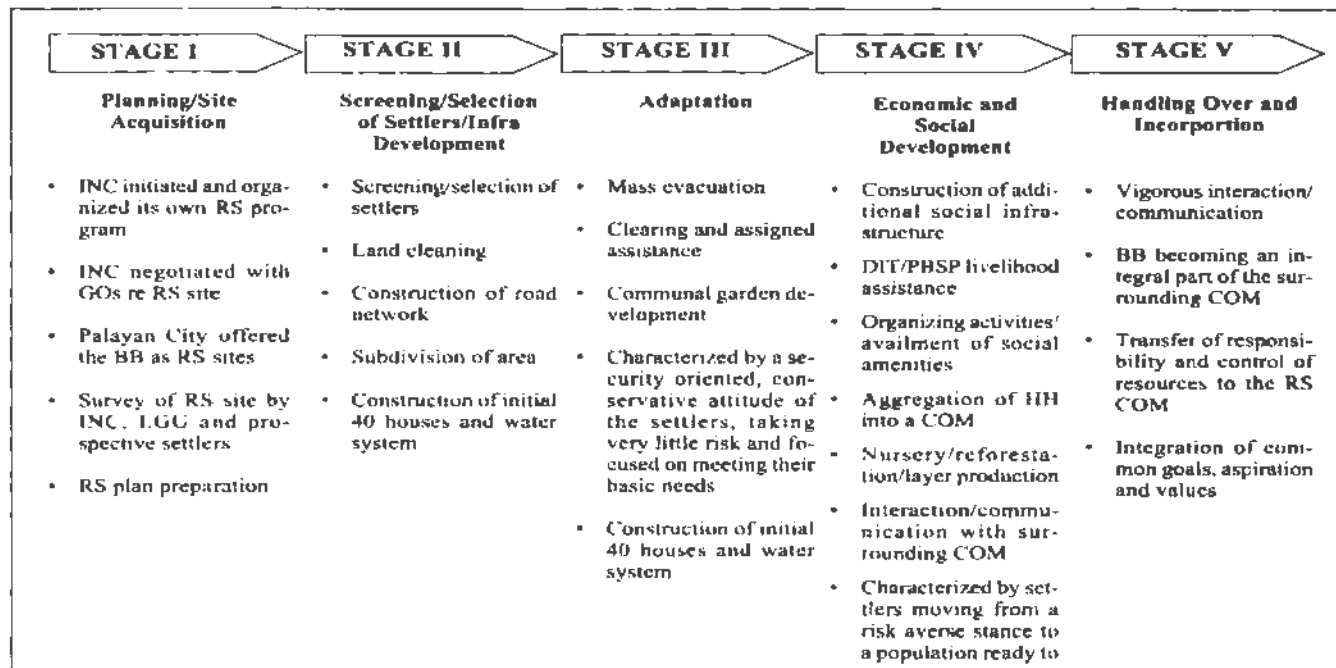 STAGE I
STAGE II
STAGE III
STAGE IV
STAGE V
Planning/Site
Acquisition
• INC initiated and orga-
nized its own RS pro-
gram
• INC negotiated with
GOs re RS site
• Palayan City offered
the BB as RS sites
• Survey of RS site by
INC, LGG and pro-
spective settlers
• RS plan preparation
Screening/Selection
of Settlers/Infra
Development
• Screening/selection of
settlers
• Land cleaning
• Construction of road
network
• Subdivision of area
• Construction of initial
40 houses and water
system
Adaptation
• Mass evacuation
• Clearing and assigned
assistance
• Communal garden de-
velopment
• Characterized by a se-
curity oriented, con-
servative attitude of
the settlers, taking
very little risk and fo-
cused on meeting their
basic needs
• Construction of initial
40 houses and water
system
Economic and
Social
Development
• Construction of addi-
tional social infra-
structure
• DIT/PBSP livelihood
assistance
• Organizing activities/
availment of social
amenities
• Aggregation of HH
into a COM
• Nursery/reforesta-
tion/layer production
• Interaction/commu-
nication with sur-
rounding COM
• Characterized by set-
tlers moving from a
risk averse stance to
a population ready to
Handling Over and
Incorportion
• Vigorous interaction/
communication
• BB becoming an in-
tegral part of the sur-
rounding COM
• Transfer of responsi-
bility and control of
resources to the RS
COM
• Integration of com-
mon goals, aspiration
and values